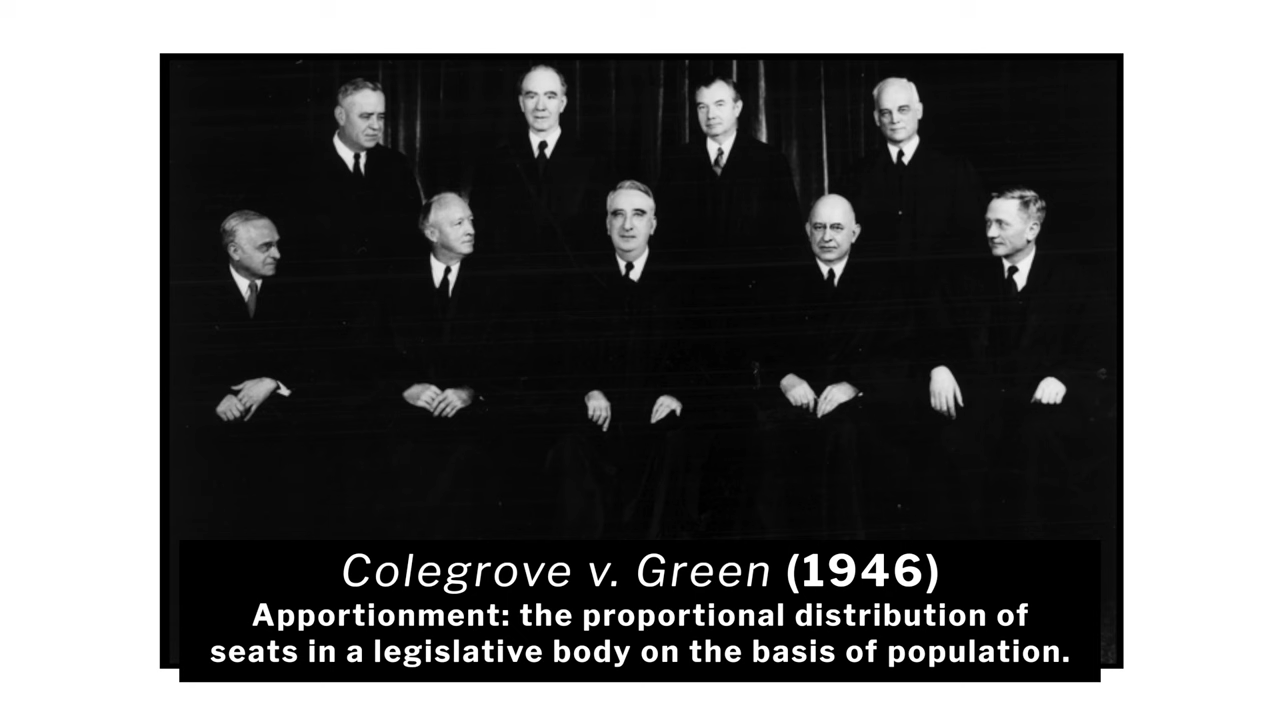 Colegrove v. Green (1946)
Apportionment: the proportional distribution of
seats in a legislative body on the basis of population.